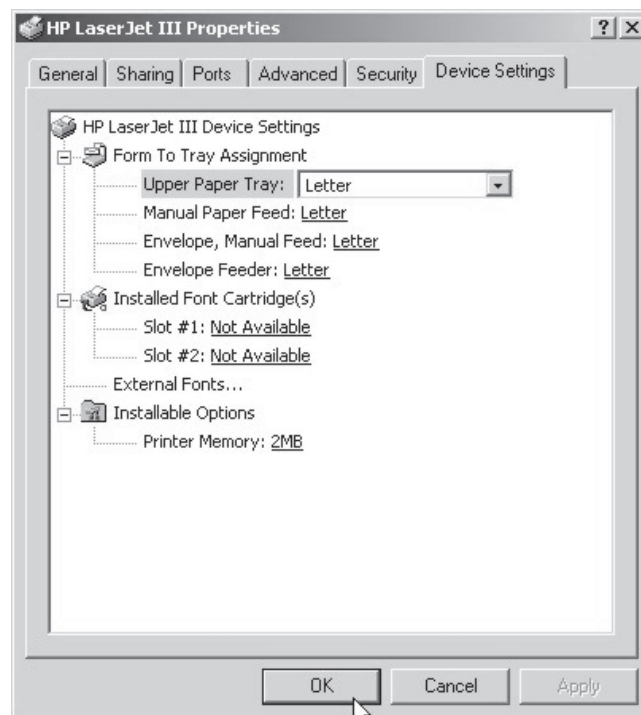 HP LaserJet III Properties
General Sharing Ports Advanced Security Device Settings
HP LaserJet III Device Settings
Form To Tray Assignment
Upper Paper Tray: Letter
Manual Paper Feed: Letter
Envelope, Manual Feed: Letter
Envelope Feeder: Letter
Installed Font Cartridge(s)
Slot #1: Not Available
Slot #2: Not Available
External Fonts...
Installable Options
Printer Memory: 2MB
OK Cancel Apply